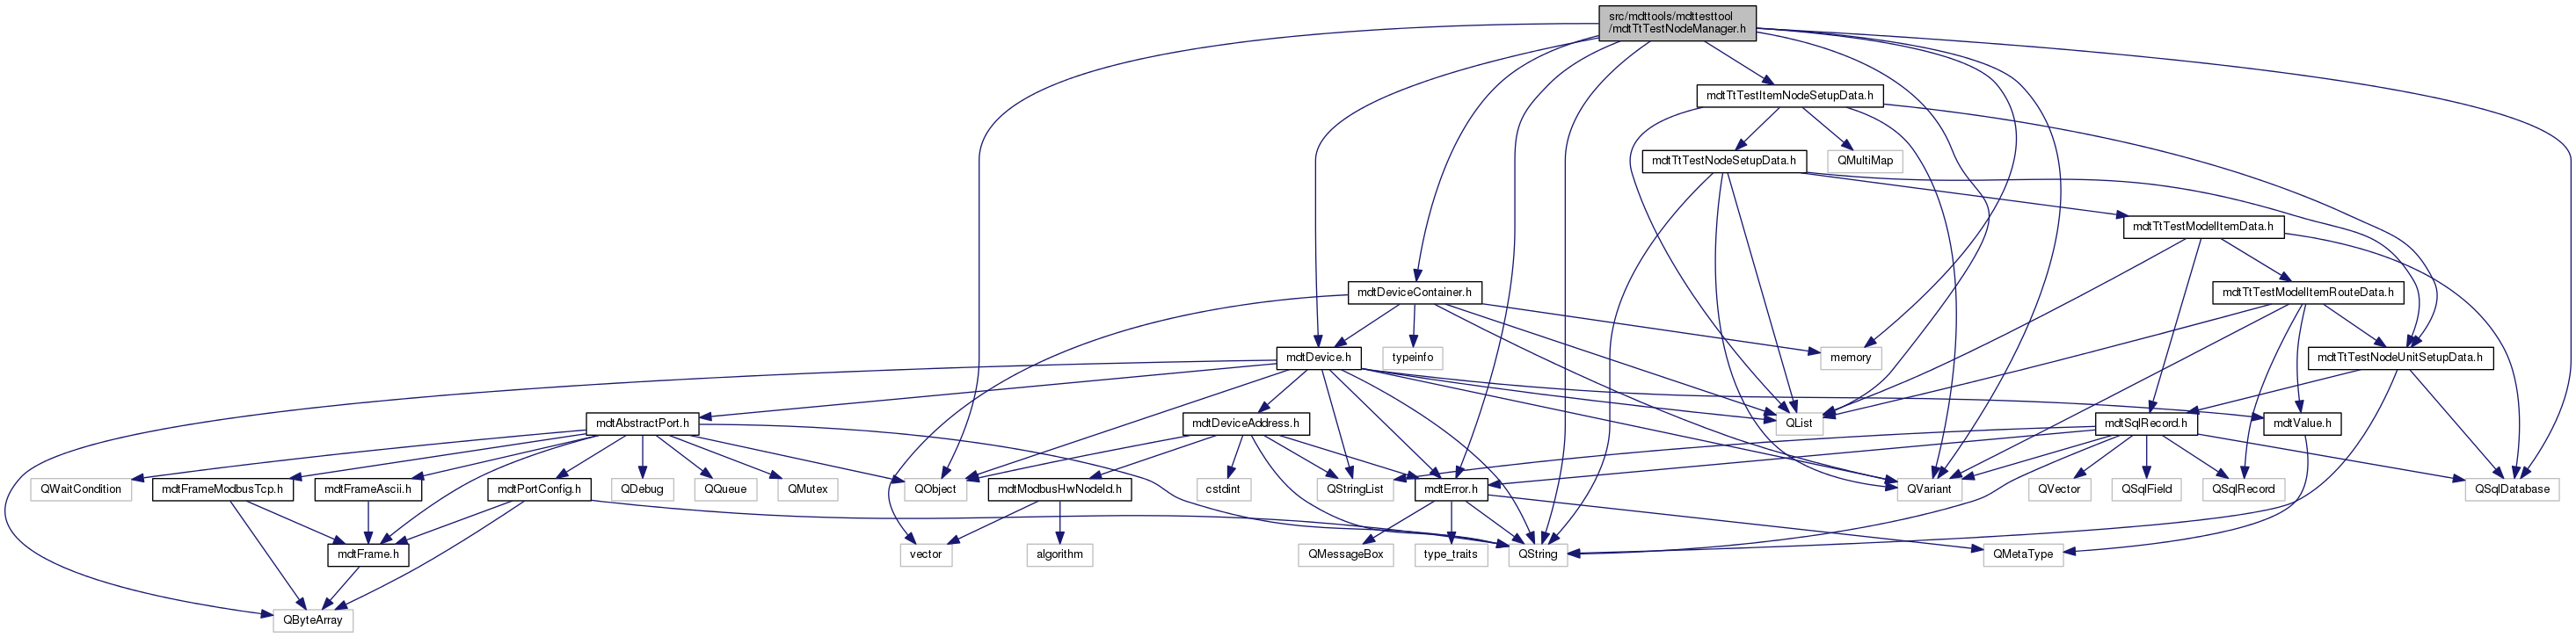 src/mdttools/mdttesttool
/mdtTtTestNodeManager.h
mdtTtTestItemNodeSetupData.h
mdtTtTestNodeSetupData.h
QMultiMap
mdtTtTestModelItemData.h
mdtDeviceContainer.h
mdtTtTestModelItemRouteData.h
mdtDevice.h
typeinfo
memory
mdtTtTestNodeUnitSetupData.h
mdtAbstractPort.h
mdtDeviceAddress.h
QList
mdtSqlRecord.h
mdtValue.h
QWaitCondition
mdtFrameModbusTcp.h
mdtFrameAscii.h
mdtPortConfig.h
QDebug
QQueue
QMutex
QObject
mdtModbusHwNodeId.h
cstdint
QStringList
mdtError.h
QVariant
QVector
QSqlField
QSqlRecord
QSqlDatabase
mdtFrame.h
vector
algorithm
QMessageBox
type_traits
QString
QMetaType
QByteArray